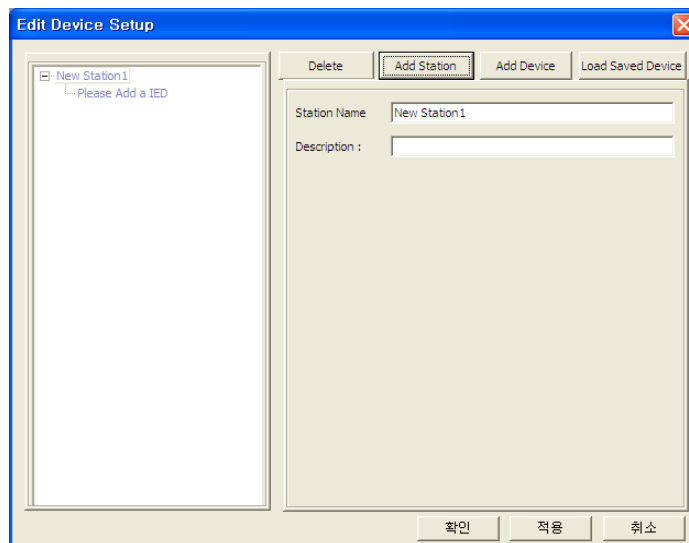 Edit Device Setup
New Station1
Please Add a IED
Delete
Add Station
Add Device
Load Saved Device
Station Name
New Station1
Description :
확인
적용
취소